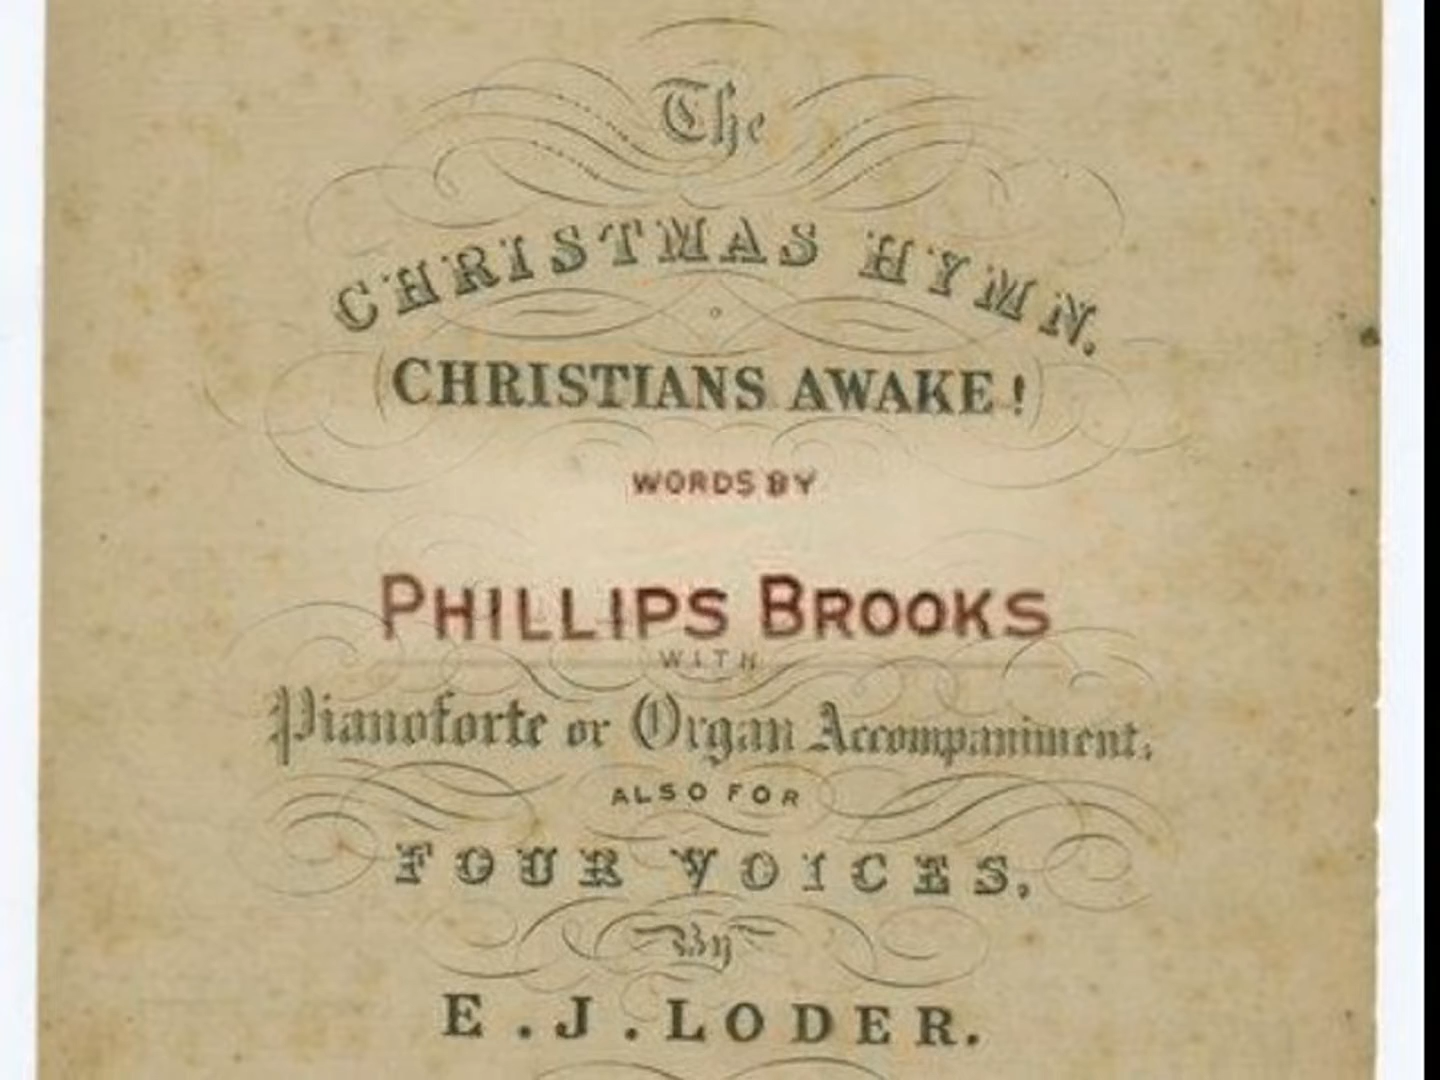 The
CHRISTMAS HYMN.
(CHRISTIANS AWAKE!)
WORDS BY
PHILLIPS BROOKS
WITH
Pianoforte or Organ Accompaniment,
ALSO FOR
FOUR VOICES,
By
E. J. LODER.